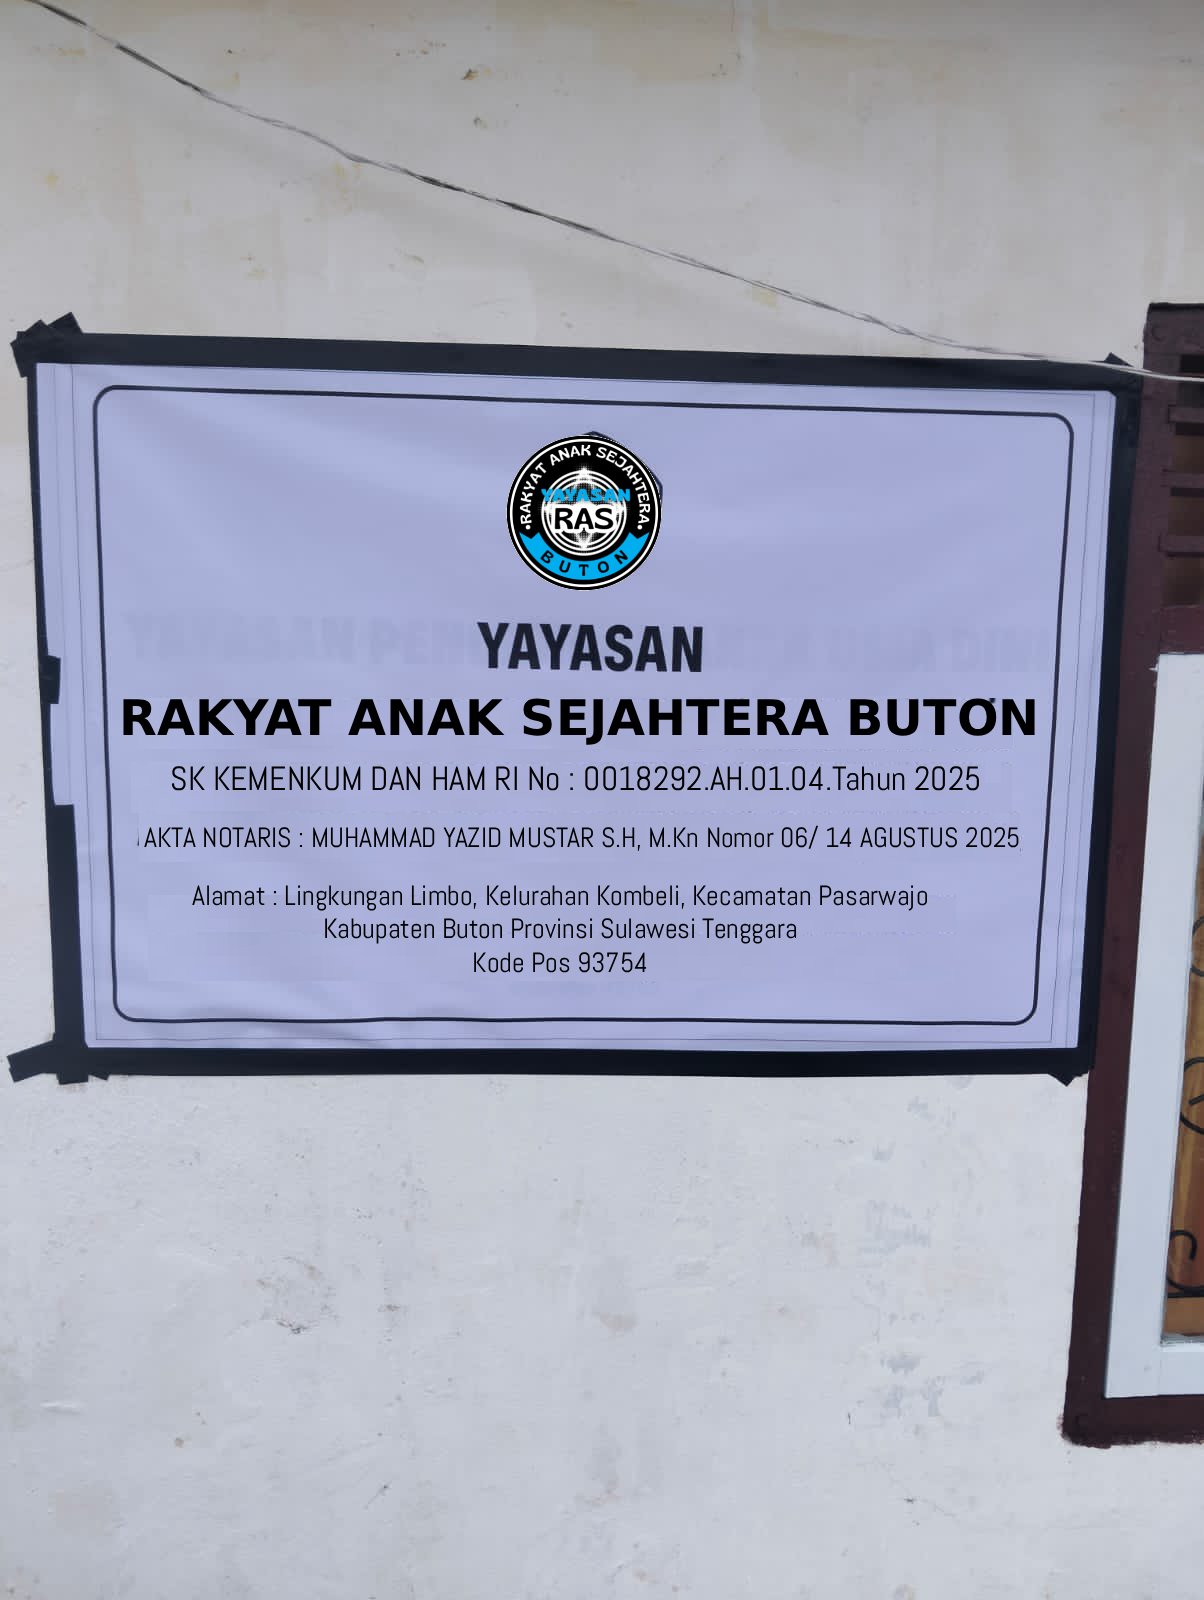 RAKYAT ANAK SEJAHTERA
YAYASAN
RAS
BUTON
YAYASAN
RAKYAT ANAK SEJAHTERA BUTON
SK KEMENKUM DAN HAM RI No : 0018292.AH.01.04.Tahun 2025
AKTA NOTARIS : MUHAMMAD YAZID MUSTAR S.H, M.Kn Nomor 06/ 14 AGUSTUS 2025
Alamat : Lingkungan Limbo, Kelurahan Kombeli, Kecamatan Pasarwajo
Kabupaten Buton Provinsi Sulawesi Tenggara
Kode Pos 93754